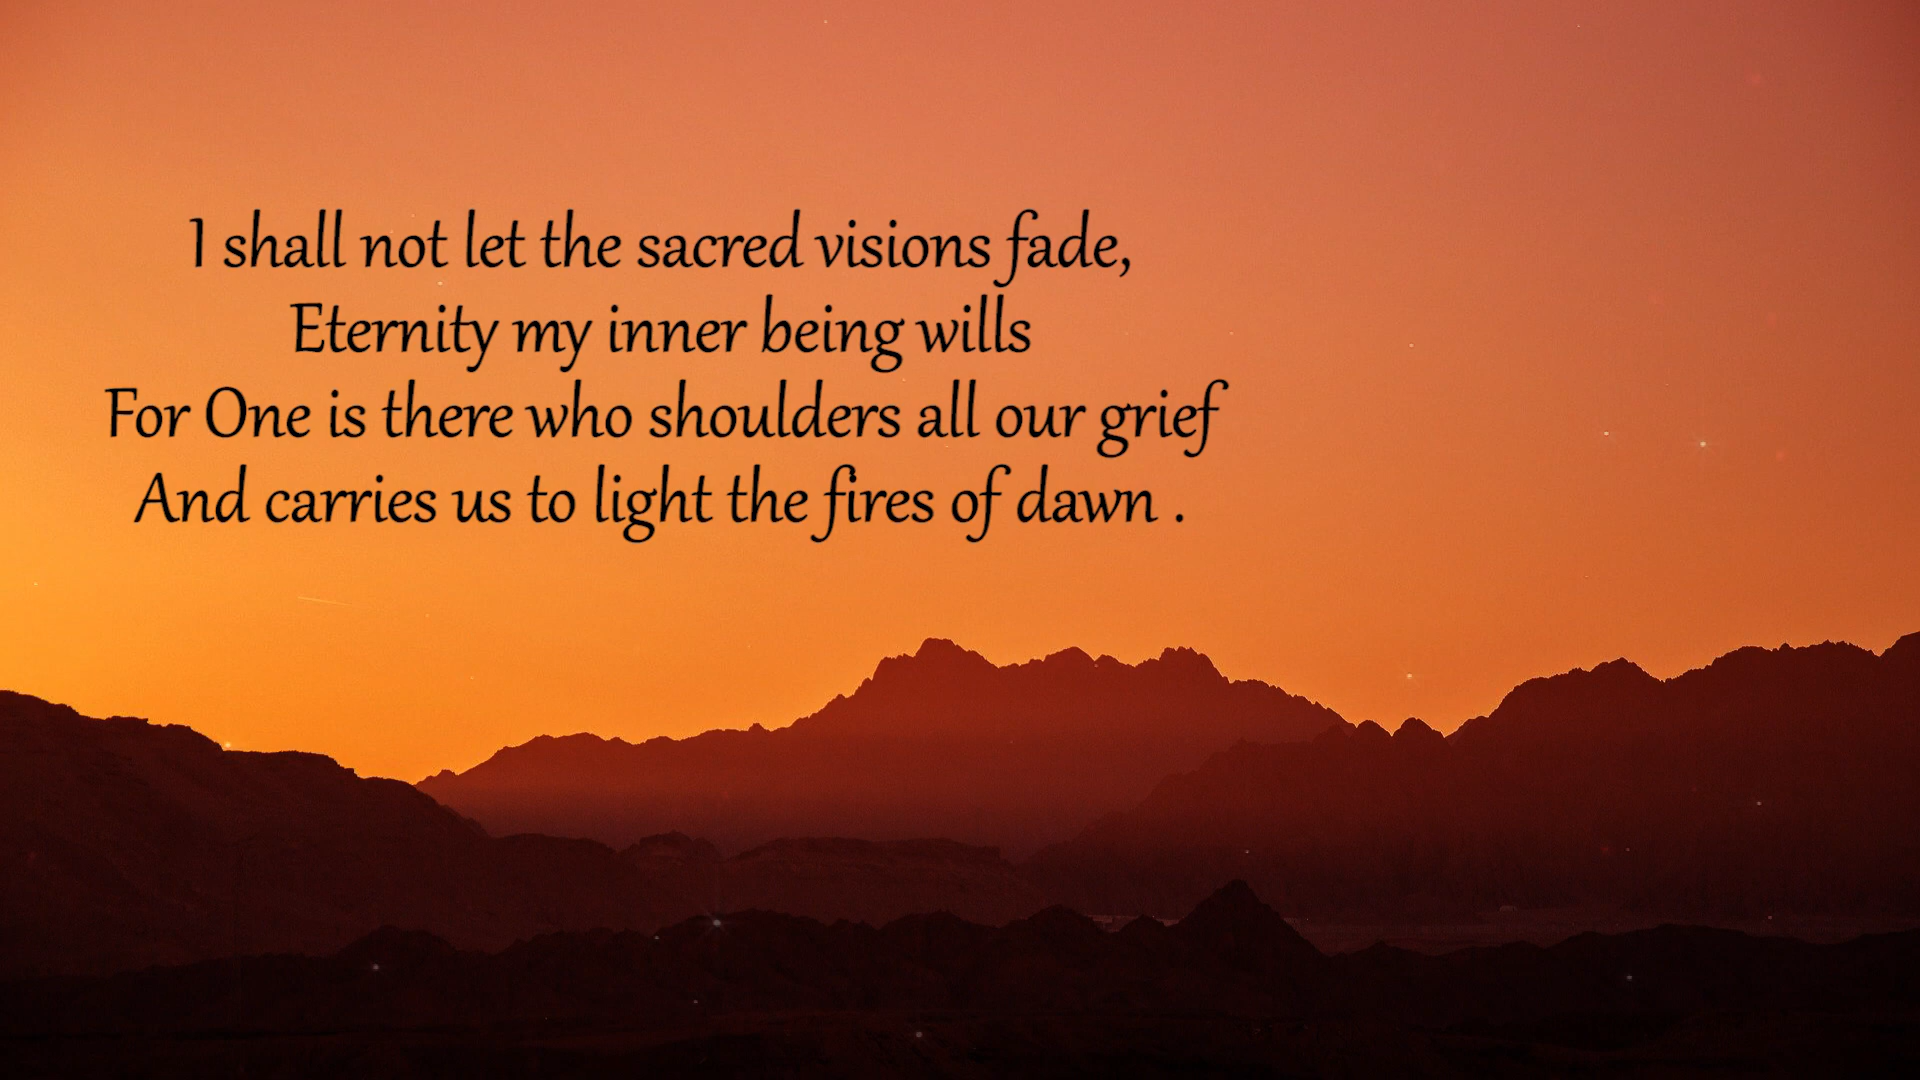 I shall not let the sacred visions fade,
Eternity my inner being wills
For One is there who shoulders all our grief
And carries us to light the fires of dawn .